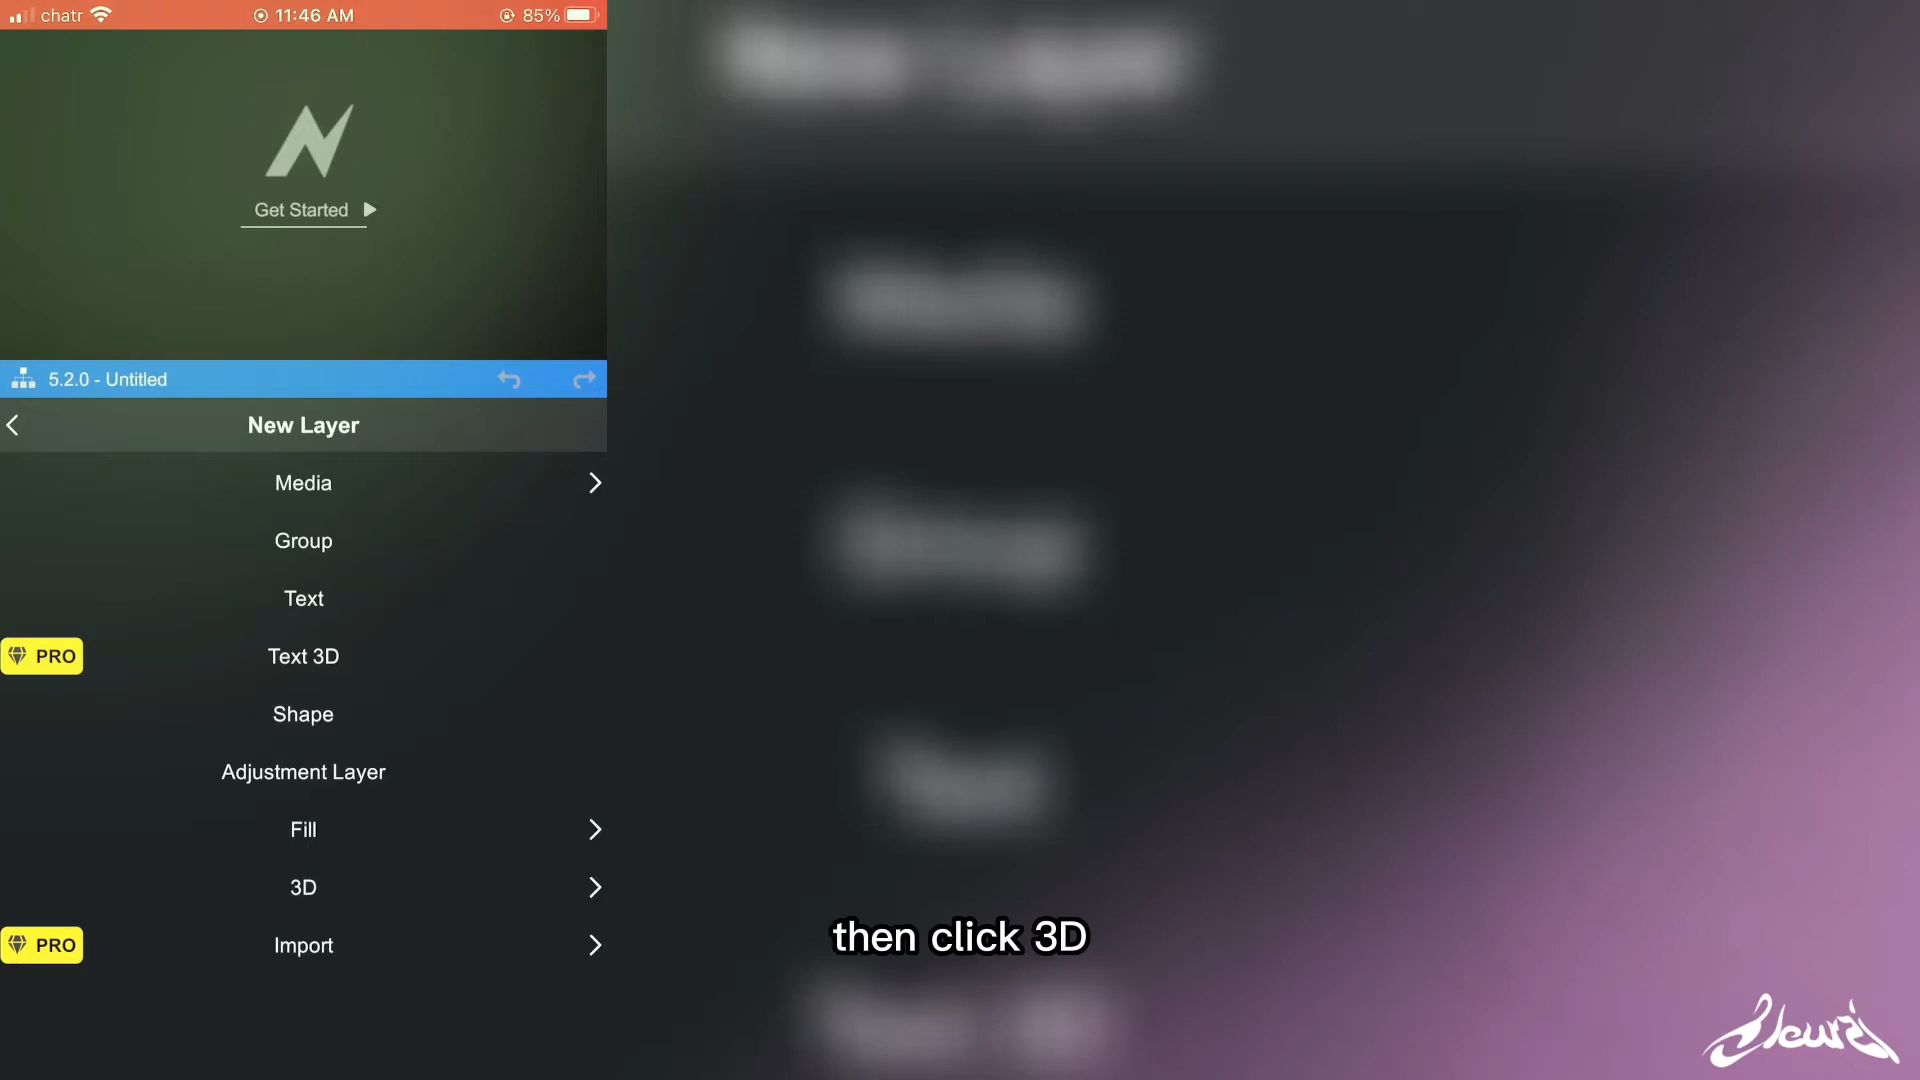 chatr 11:46 AM 85%
Get Started
5.2.0 - Untitled
New Layer
Media
Group
Text
PRO Text 3D
Shape
Adjustment Layer
Fill
3D
PRO Import
then click 3D